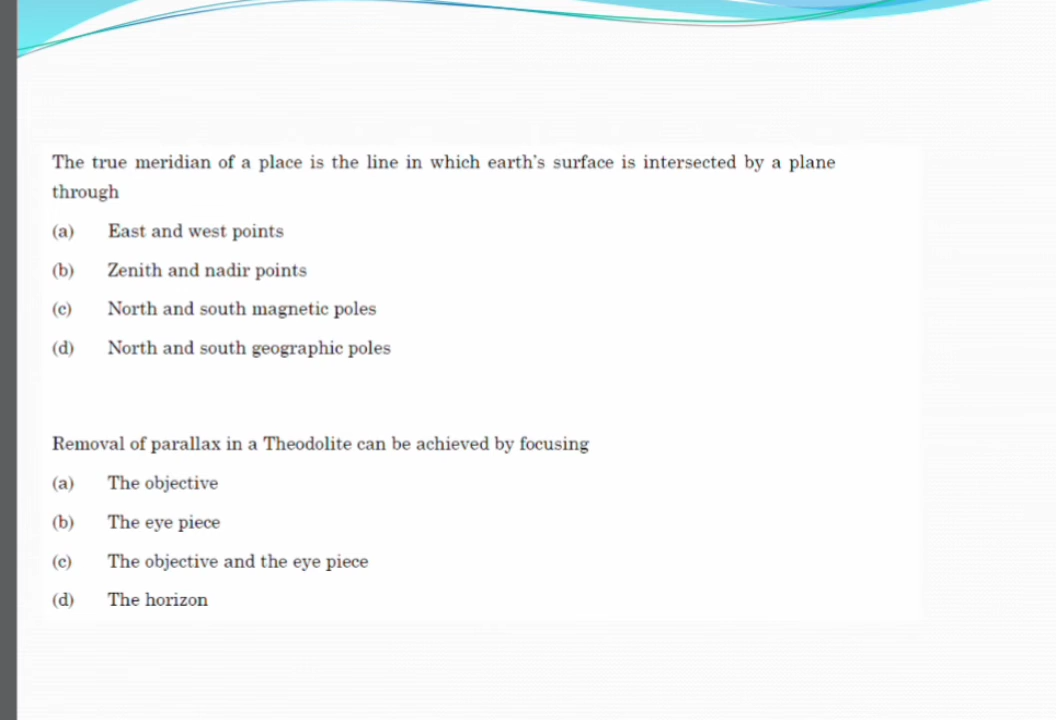 The true meridian of a place is the line in which earth's surface is intersected by a plane
through
(a) East and west points
(b) Zenith and nadir points
(c) North and south magnetic poles
(d) North and south geographic poles
Removal of parallax in a Theodolite can be achieved by focusing
(a) The objective
(b) The eye piece
(c) The objective and the eye piece
(d) The horizon